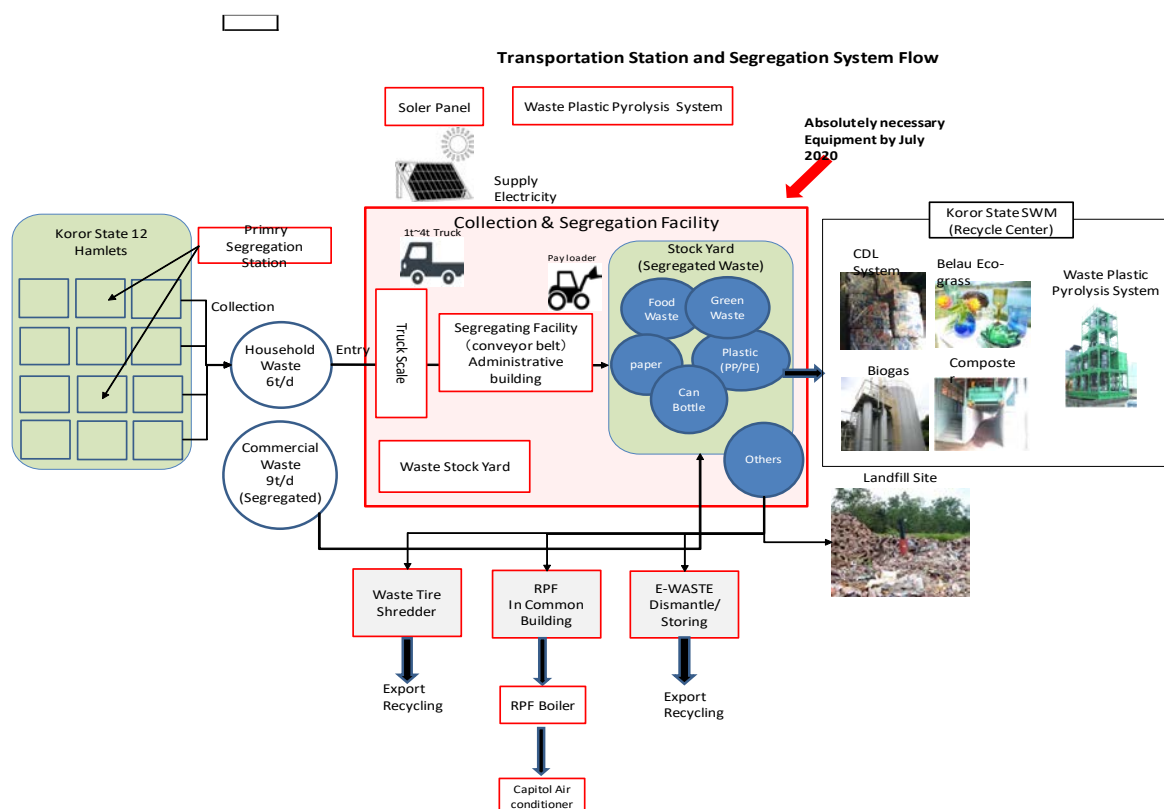 Transportation Station and Segregation System Flow
Soler Panel
Waste Plastic Pyrolysis System
Absolutely necessary
Equipment by July
2020
Supply
Electricity
Koror State 12
Hamlets
Primry
Segregation
Station
Collection
Household
Waste
6t/d
Entry
Commercial
Waste
9t/d
(Segregated)
Collection & Segregation Facility
1t~4t Truck
Pay loader
Truck Scale
Segregating Facility
(conveyor belt)
Administrative
building
Waste Stock Yard
Stock Yard
(Segregated Waste)
Food
Waste
Green
Waste
paper
Plastic
(PP/PE)
Can
Bottle
Others
Koror State SWM
(Recycle Center)
CDL
System
Belau Eco-
grass
Waste Plastic
Pyrolysis System
Biogas
Composte
Landfill Site
Waste Tire
Shredder
RPF
In Common
Building
E-WASTE
Dismantle/
Storing
Export
Recycling
RPF Boiler
Export
Recycling
Capitol Air
conditioner